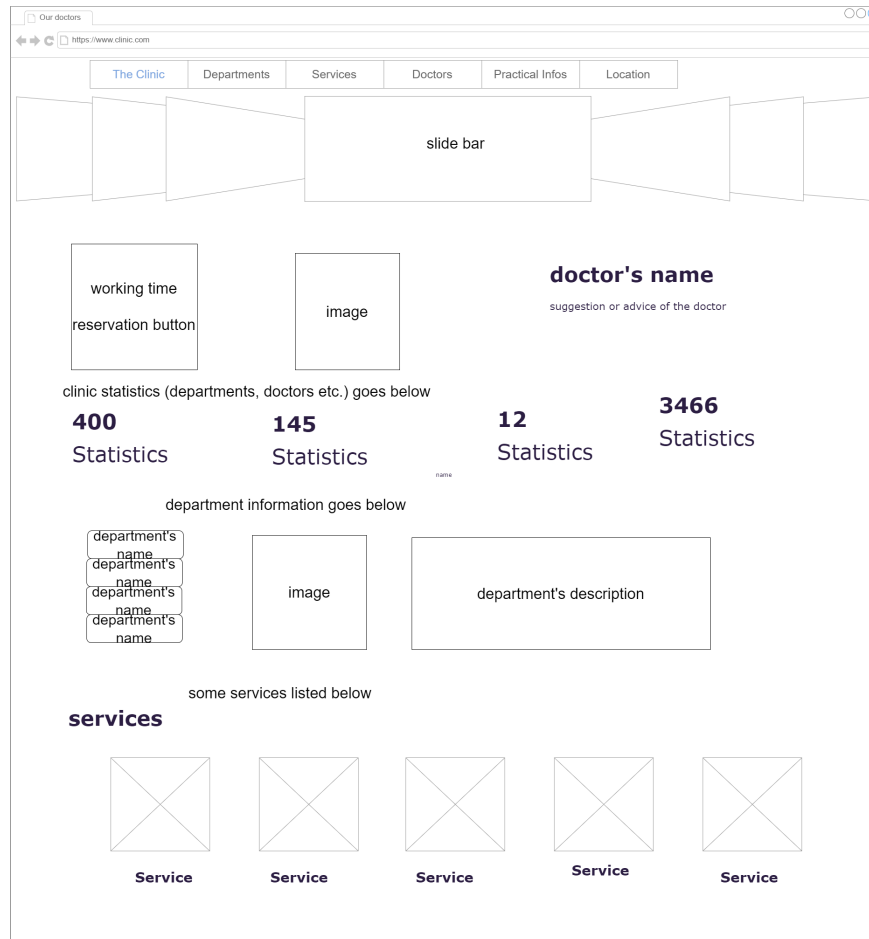 Our doctors
https://www.clinic.com
The Clinic
Departments
Services
Doctors
Practical Infos
Location
slide bar
working time
reservation button
image
doctor's name
suggestion or advice of the doctor
clinic statistics (departments, doctors etc.) goes below
400
Statistics
145
Statistics
12
Statistics
3466
Statistics
name
department information goes below
department's
name
department's
name
department's
name
department's
name
image
department's description
some services listed below
services
Service
Service
Service
Service
Service